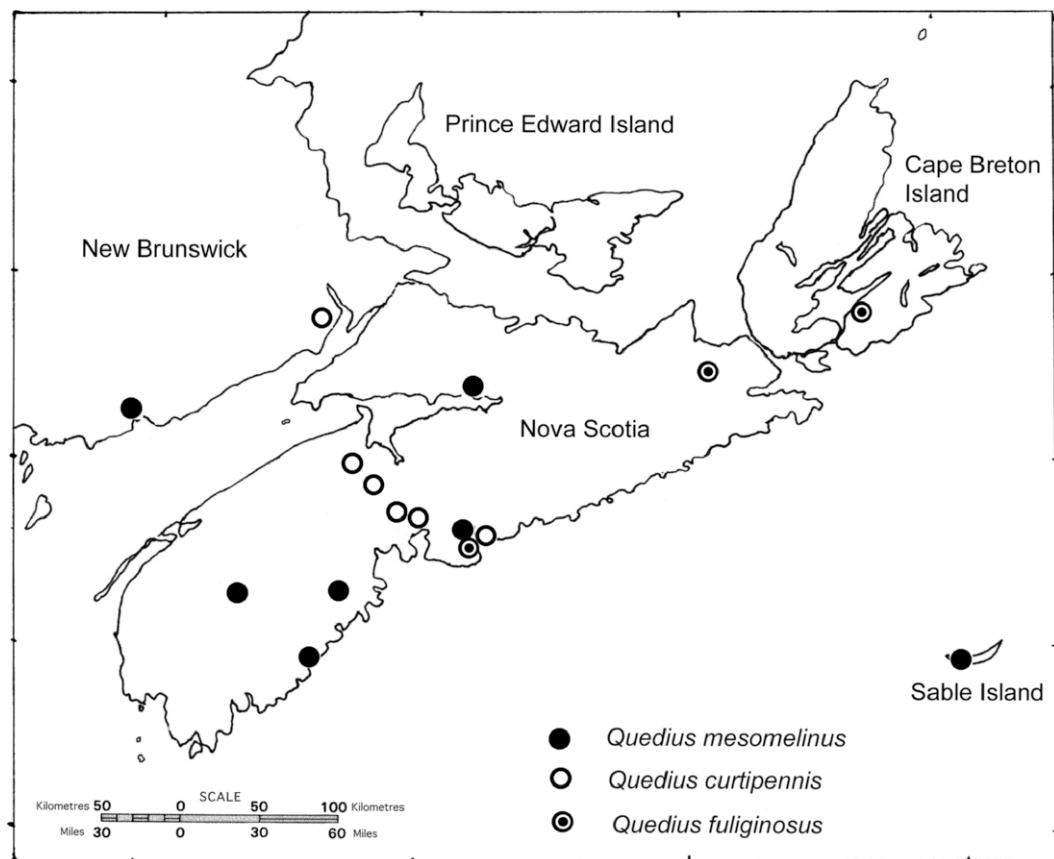 Prince Edward Island
Cape Breton
Island
New Brunswick
Nova Scotia
Sable Island
Quedius mesomelinus
Quedius curtipennis
Quedius fuliginosus
SCALE
Kilometres 50 0 50 100 Kilometres
Miles 30 0 30 60 Miles